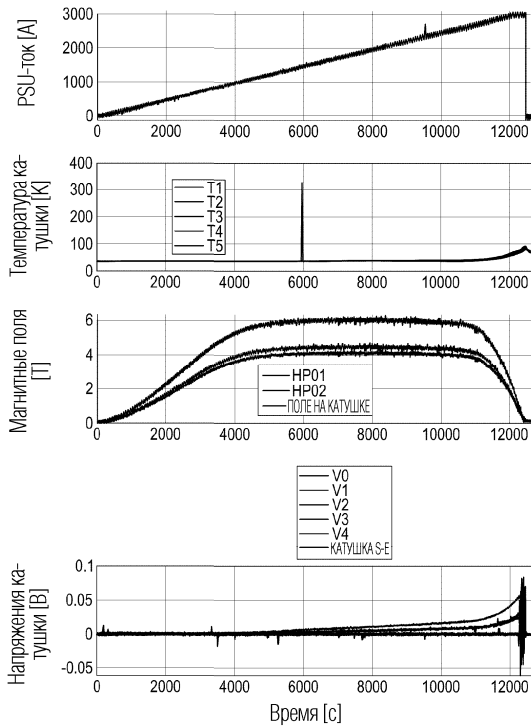 3000
2000
1000
0
PSU-ток [А]
0 2000 4000 6000 8000 10000 12000
400
300
200
100
0
Температура ка-
тушки [К]
T1
T2
T3
T4
T5
0 2000 4000 6000 8000 10000 12000
6
4
2
0
Магнитные поля
[Т]
HP01
HP02
ПОЛЕ НА КАТУШКЕ
0 2000 4000 6000 8000 10000 12000
V0
V1
V2
V3
V4
КАТУШКА S-E
0.1
0.05
0
-0.05
Напряжения ка-
тушки [В]
0 2000 4000 6000 8000 10000 12000
Время [с]